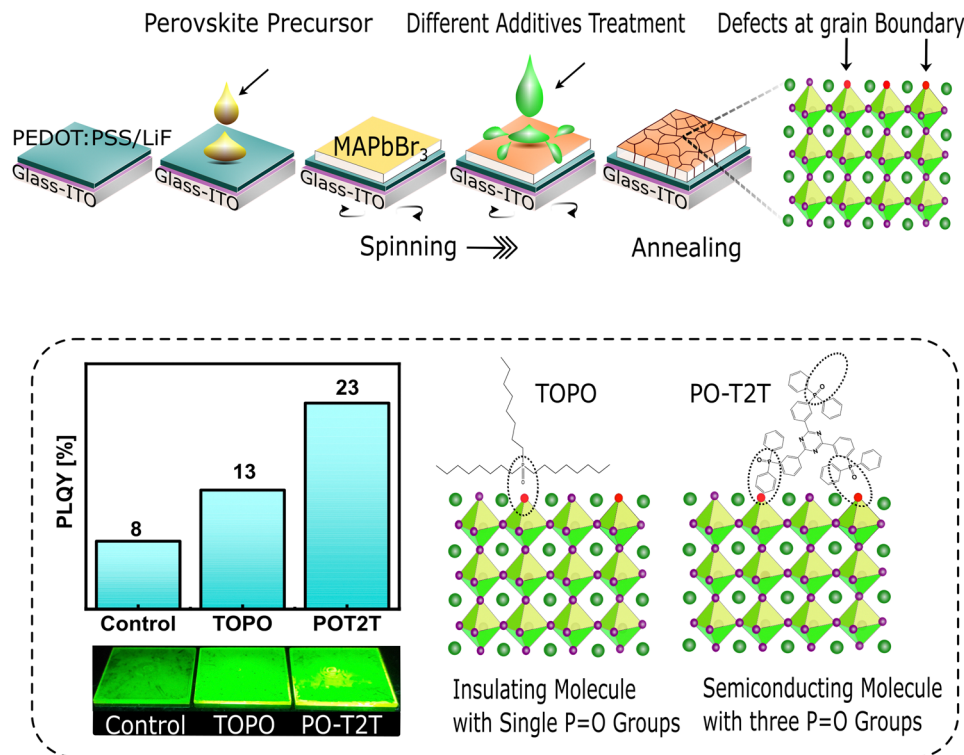 Perovskite Precursor
Different Additives Treatment
Defects at grain Boundary
PEDOT:PSS/LiF
MAPbBr3
Glass-ITO
Glass-ITO
Glass-ITO
Glass-ITO
Glass-ITO
Spinning
Annealing
PLQY [%]
8
13
23
Control
TOPO
POT2T
Control
TOPO
PO-T2T
TOPO
PO-T2T
Insulating Molecule
with Single P=O Groups
Semiconducting Molecule
with three P=O Groups